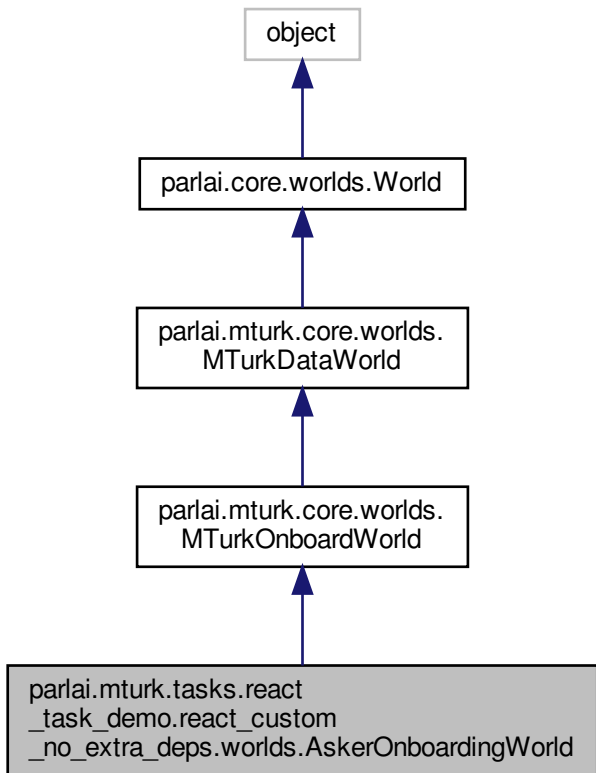 object
parlai.core.worlds.World
parlai.mturk.core.worlds.
MTurkDataWorld
parlai.mturk.core.worlds.
MTurkOnboardWorld
parlai.mturk.tasks.react
_task_demo.react_custom
_no_extra_deps.worlds.AskerOnboardingWorld